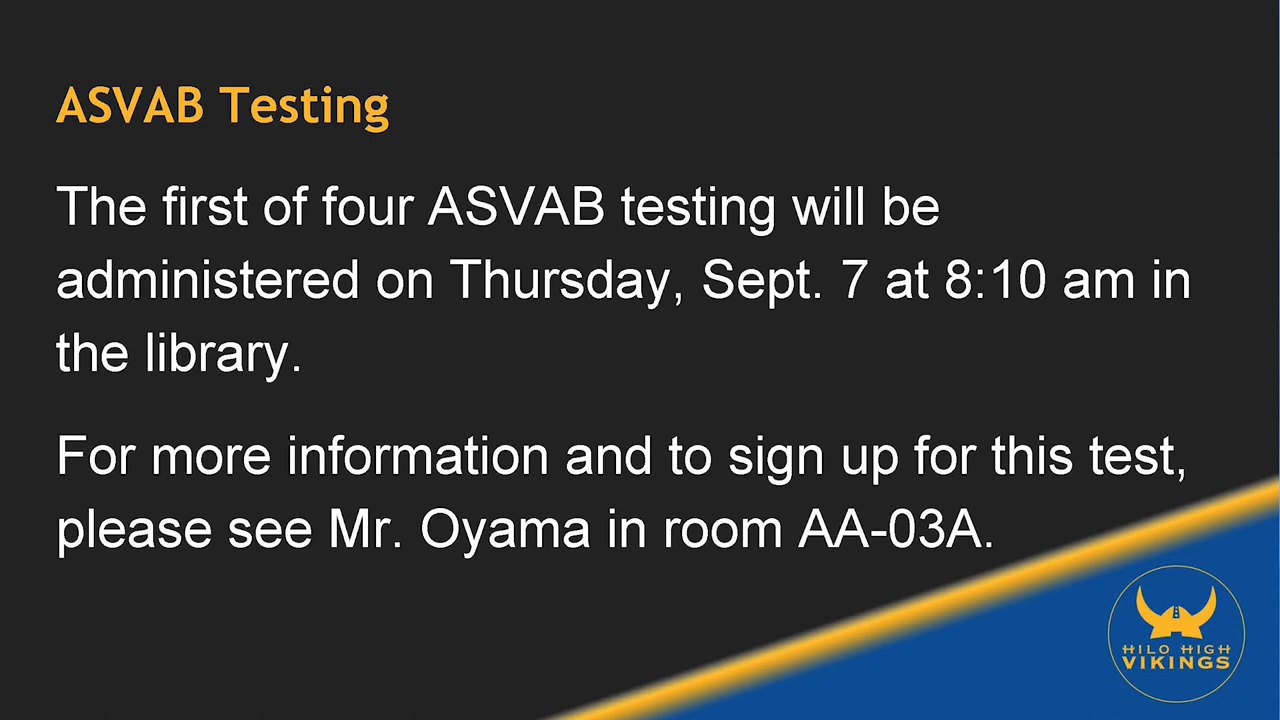 ASVAB Testing
The first of four ASVAB testing will be
administered on Thursday, Sept. 7 at 8:10 am in
the library.
For more information and to sign up for this test,
please see Mr. Oyama in room AA-03A.
HILO HIGH
VIKINGS